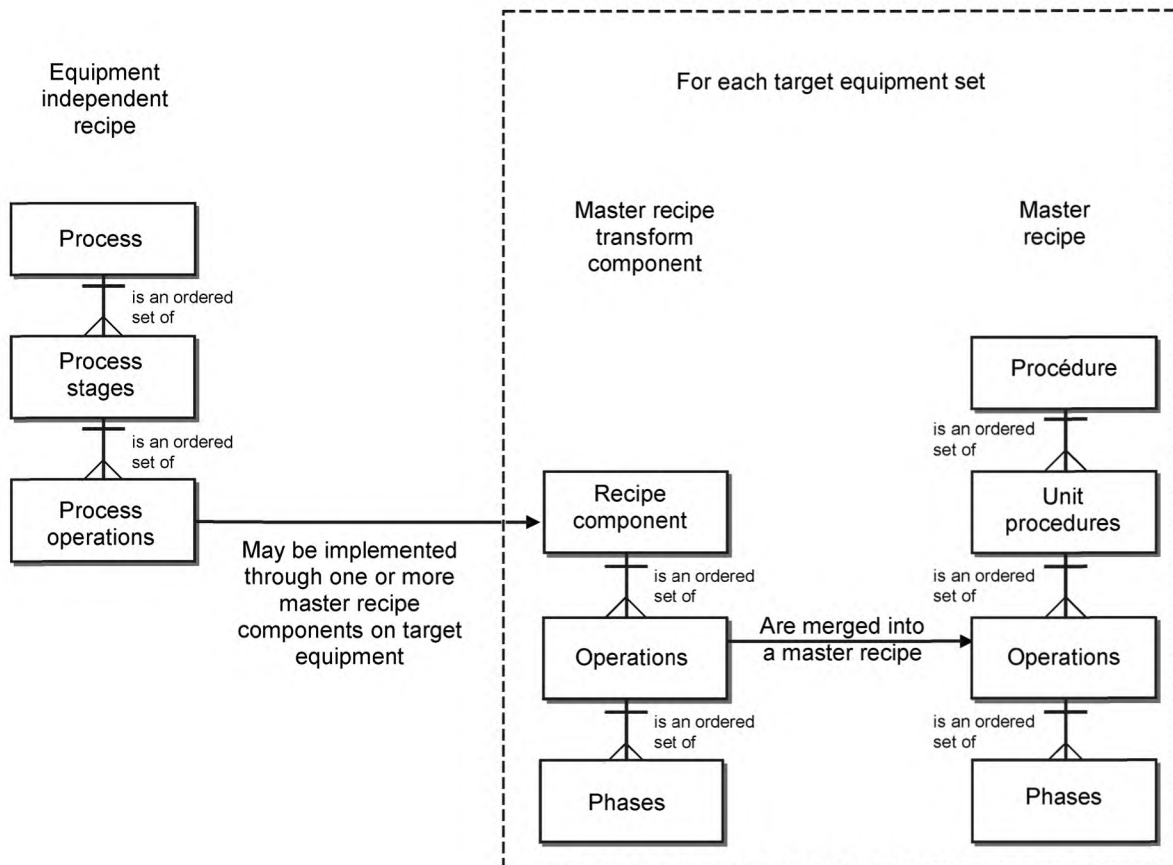 Equipment
independent
recipe
For each target equipment set
Master recipe
transform
component
Master
recipe
Process
is an ordered
set of
Process
stages
is an ordered
set of
Process
operations
May be implemented
through one or more
master recipe
components on target
equipment
Recipe
component
is an ordered
set of
Operations
Are merged into
a master recipe
is an ordered
set of
Phases
Procédure
is an ordered
set of
Unit
procedures
is an ordered
set of
Operations
is an ordered
set of
Phases